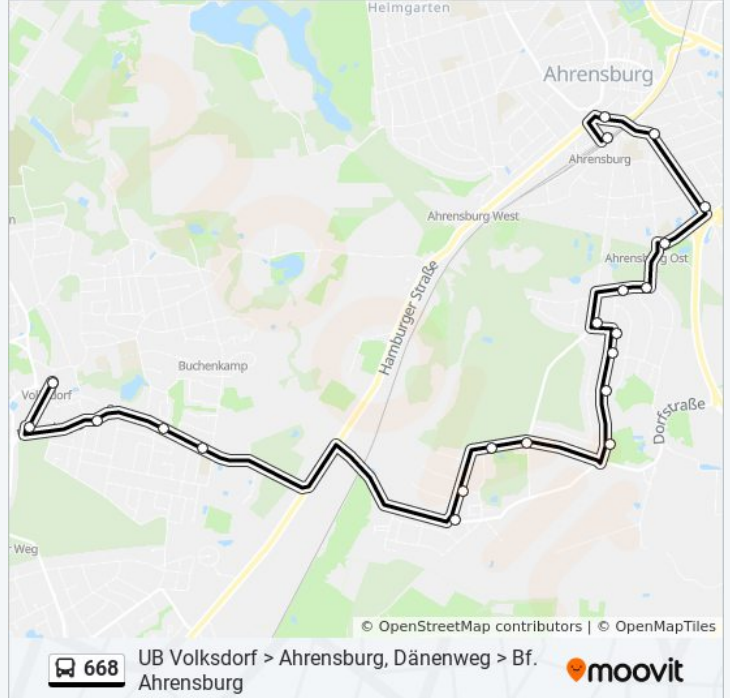 Heimgarten
Ahrensburg
Ahrensburg
Ahrensburg West
Ahrensburg Ost
Hamburger Straße
Buchenkamp
Volksdorf
Dorfstraße
r Weg
n
© OpenStreetMap contributors | © OpenMapTiles
668
UB Volksdorf > Ahrensburg, Dänenweg > Bf.
Ahrensburg
moovit